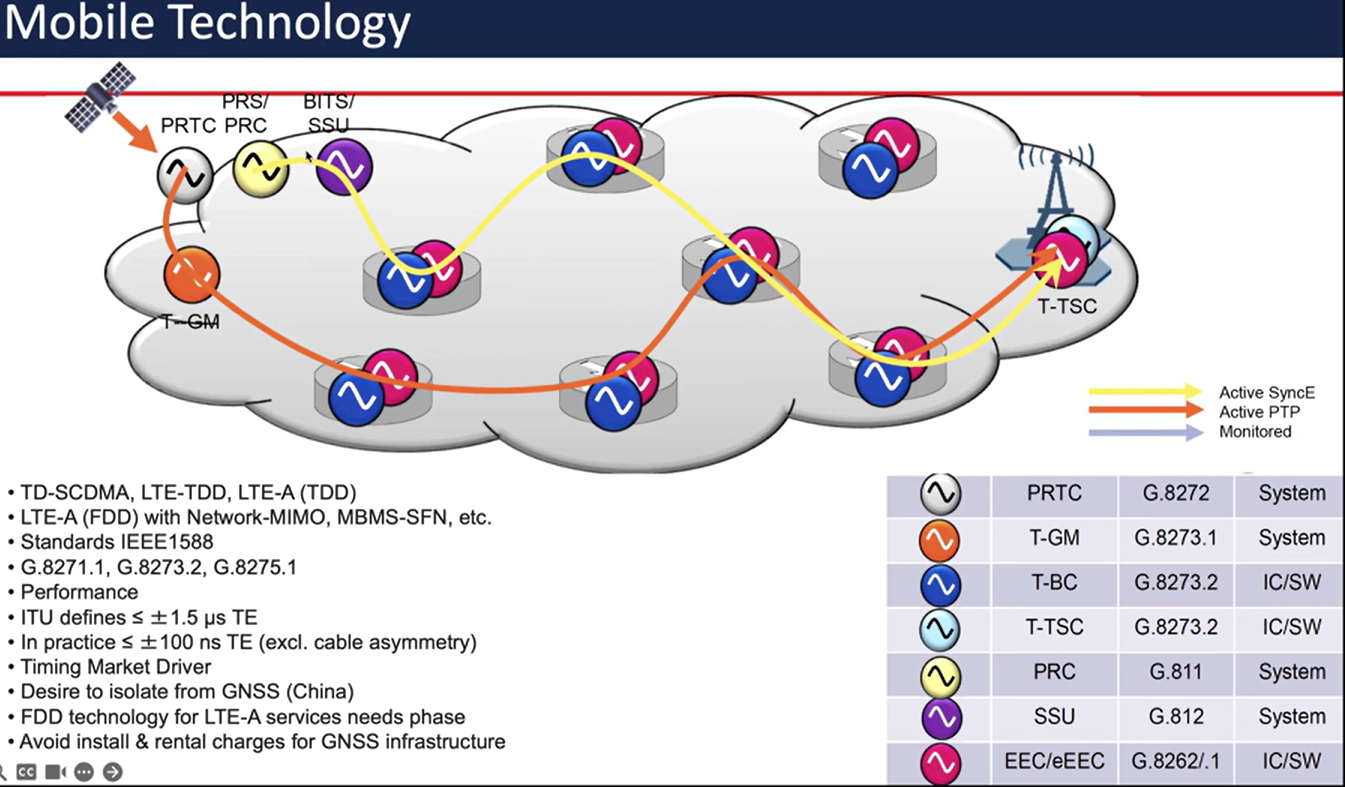 Mobile Technology
PRS/
PRC
BITS/
SSU
PRTC
T-GM
T-TSC
Active SyncE
Active PTP
Monitored
• TD-SCDMA, LTE-TDD, LTE-A (TDD)
• LTE-A (FDD) with Network-MIMO, MBMS-SFN, etc.
• Standards IEEE1588
• G.8271.1, G.8273.2, G.8275.1
• Performance
• ITU defines ≤ ±1.5 µs TE
• In practice ≤ ±100 ns TE (excl. cable asymmetry)
• Timing Market Driver
• Desire to isolate from GNSS (China)
• FDD technology for LTE-A services needs phase
• Avoid install & rental charges for GNSS infrastructure
PRTC G.8272 System
T-GM G.8273.1 System
T-BC G.8273.2 IC/SW
T-TSC G.8273.2 IC/SW
PRC G.811 System
SSU G.812 System
EEC/eEEC G.8262/.1 IC/SW
CC